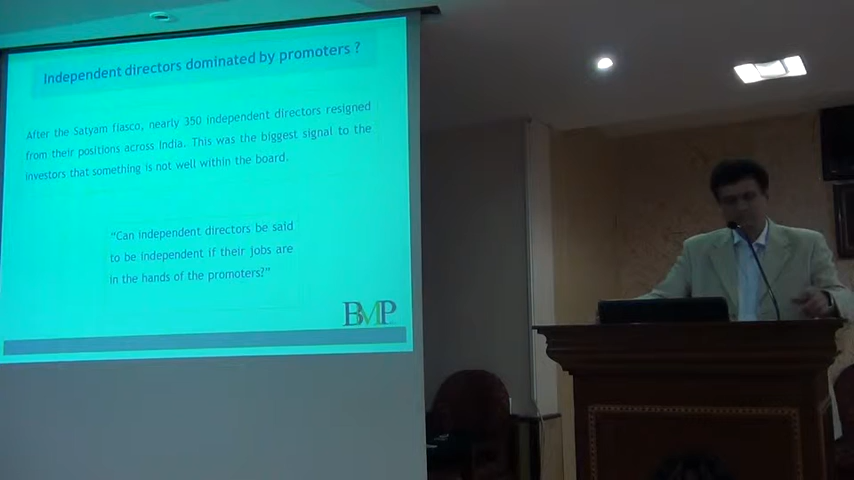 Independent directors dominated by promoters ?
After the Satyam fiasco, nearly 350 independent directors resigned
from their positions across India. This was the biggest signal to the
investors that something is not well within the board.
“Can independent directors be said
to be independent if their jobs are
in the hands of the promoters?”
BMP